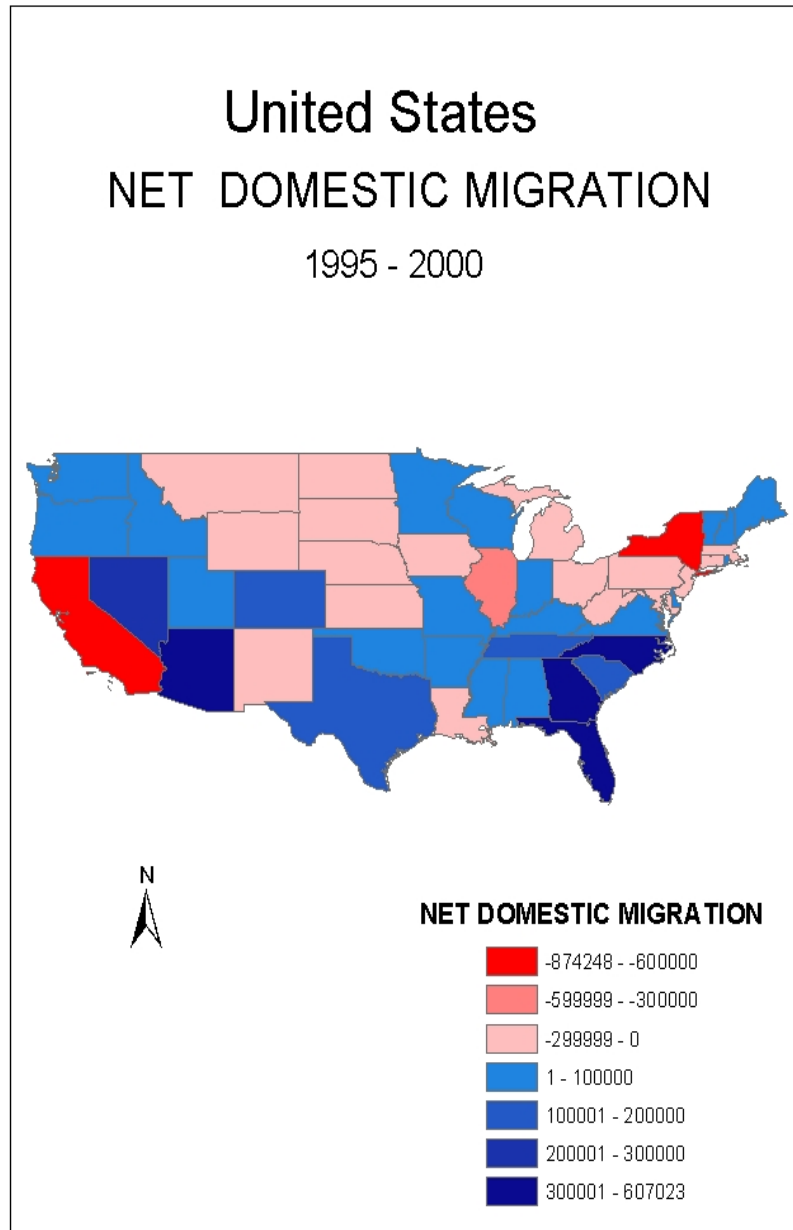 United States
NET DOMESTIC MIGRATION
1995 - 2000
N
NET DOMESTIC MIGRATION
-874248 - -600000
-599999 - -300000
-299999 - 0
1 - 100000
100001 - 200000
200001 - 300000
300001 - 607023